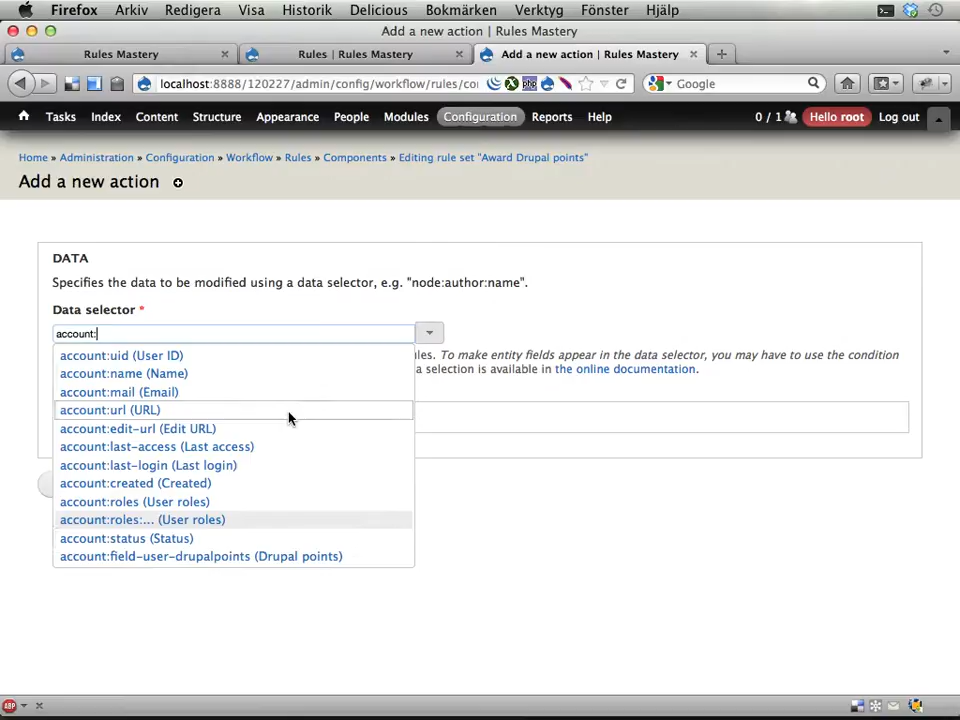 Firefox Arkiv Redigera Visa Historik Delicious Bokmärken Verktyg Fönster Hjälp
Add a new action | Rules Mastery
Rules Mastery
Rules | Rules Mastery
Add a new action | Rules Mastery
localhost:8888/120227/admin/config/workflow/rules/co
php
Google
Tasks Index Content Structure Appearance People Modules Configuration Reports Help
0 / 1
Hello root
Log out
Home » Administration » Configuration » Workflow » Rules » Components » Editing rule set "Award Drupal points"
Add a new action
DATA
Specifies the data to be modified using a data selector, e.g. "node:author:name".
Data selector *
account:
account:uid (User ID)
ules. To make entity fields appear in the data selector, you may have to use the condition
a selection is available in the online documentation.
account:name (Name)
account:mail (Email)
account:url (URL)
account:edit-url (Edit URL)
account:last-access (Last access)
account:last-login (Last login)
account:created (Created)
account:roles (User roles)
account:roles:... (User roles)
account:status (Status)
account:field-user-drupalpoints (Drupal points)
ABP